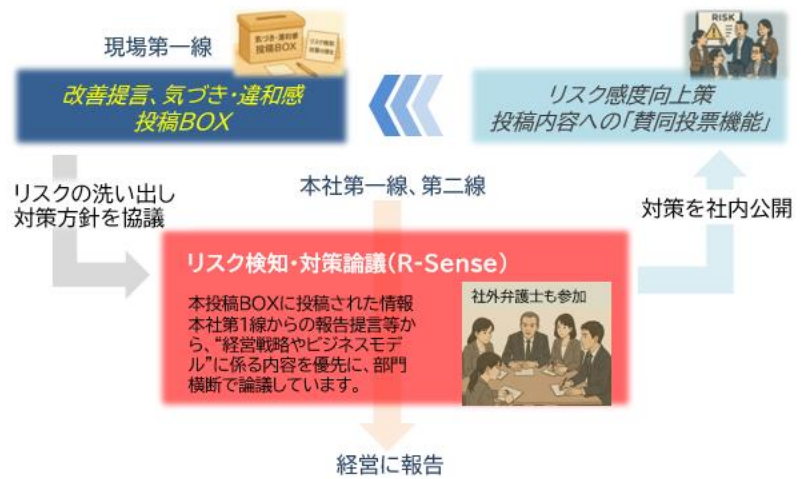 現場第一線
気づき・違和感
投稿BOX
改善提言、気づき・違和感
投稿BOX
RISK
リスク感度向上策
投稿内容への「賛同投票機能」
リスクの洗い出し
対策方針を協議
本社第一線、第二線
対策を社内公開
リスク検知・対策論議(R-Sense)
本投稿BOXに投稿された情報
本社第1線からの報告提言等か
ら、“経営戦略やビジネスモデ
ル”に係る内容を優先に、部門
横断で論議しています。
社外弁護士も参加
経営に報告